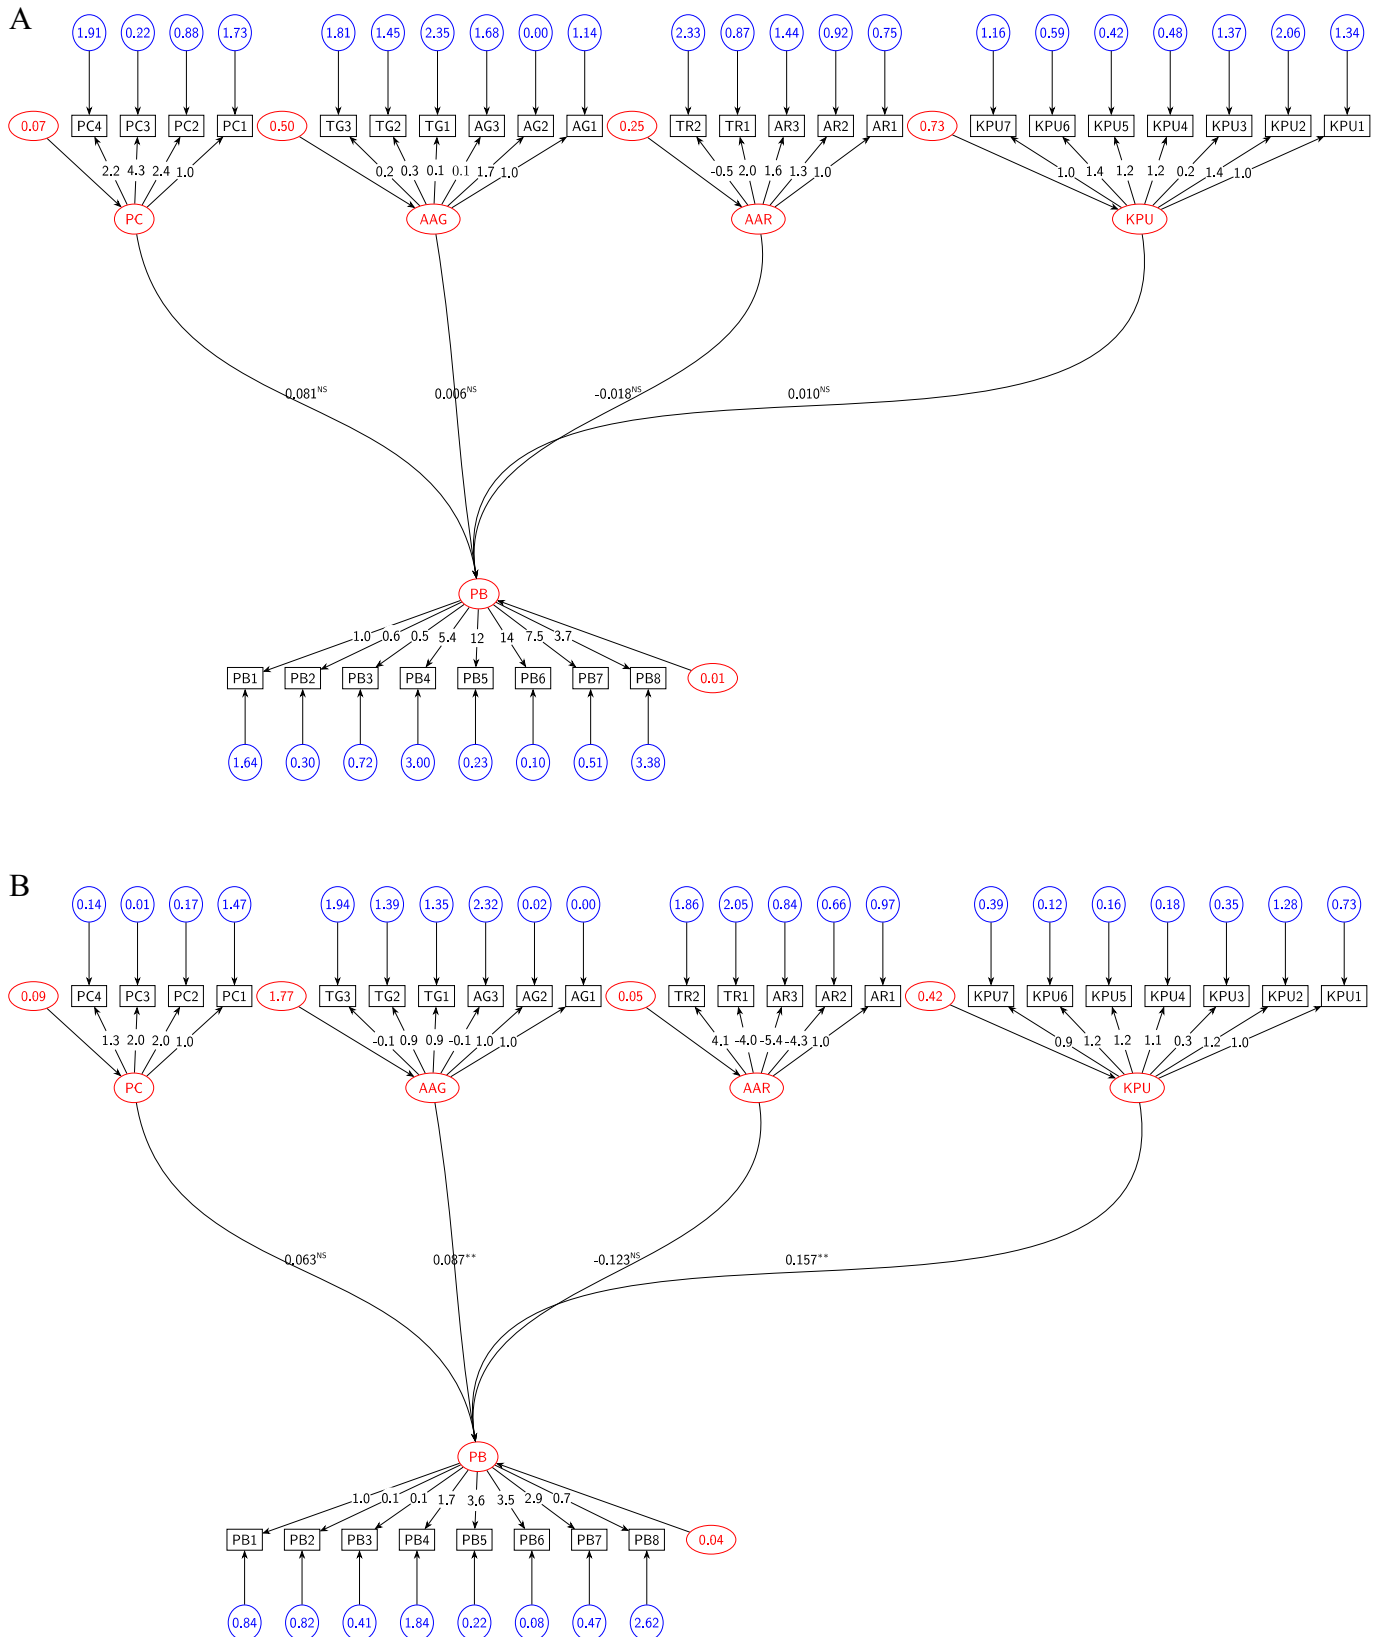 A
1.91 0.22 0.88 1.73 1.81 1.45 2.35 1.68 0.00 1.14 2.33 0.87 1.44 0.92 0.75 1.16 0.59 0.42 0.48 1.37 2.06 1.34
0.07 PC4 PC3 PC2 PC1 0.50 TG3 TG2 TG1 AG3 AG2 AG1 0.25 TR2 TR1 AR3 AR2 AR1 0.73 KPU7 KPU6 KPU5 KPU4 KPU3 KPU2 KPU1
2.2 4.3 2.4 1.0 0.2 0.3 0.1 0.1 1.7 1.0 -0.5 2.0 1.6 1.3 1.0 1.0 1.4 1.2 1.2 0.2 1.4 1.0
PC AAG AAR KPU
0.081NS 0.006NS -0.018NS 0.010NS
PB
1.0 0.6 0.5 5.4 12 14 7.5 3.7
PB1 PB2 PB3 PB4 PB5 PB6 PB7 PB8 0.01
1.64 0.30 0.72 3.00 0.23 0.10 0.51 3.38
B
0.14 0.01 0.17 1.47 1.94 1.39 1.35 2.32 0.02 0.00 1.86 2.05 0.84 0.66 0.97 0.39 0.12 0.16 0.18 0.35 1.28 0.73
0.09 PC4 PC3 PC2 PC1 1.77 TG3 TG2 TG1 AG3 AG2 AG1 0.05 TR2 TR1 AR3 AR2 AR1 0.42 KPU7 KPU6 KPU5 KPU4 KPU3 KPU2 KPU1
1.3 2.0 2.0 1.0 -0.1 0.9 0.9 -0.1 1.0 1.0 4.1 -4.0 -5.4 -4.3 1.0 0.9 1.2 1.2 1.1 0.3 1.2 1.0
PC AAG AAR KPU
0.063NS 0.087** -0.123NS 0.157**
PB
1.0 0.1 0.1 1.7 3.6 3.5 2.9 0.7
PB1 PB2 PB3 PB4 PB5 PB6 PB7 PB8 0.04
0.84 0.82 0.41 1.84 0.22 0.08 0.47 2.62